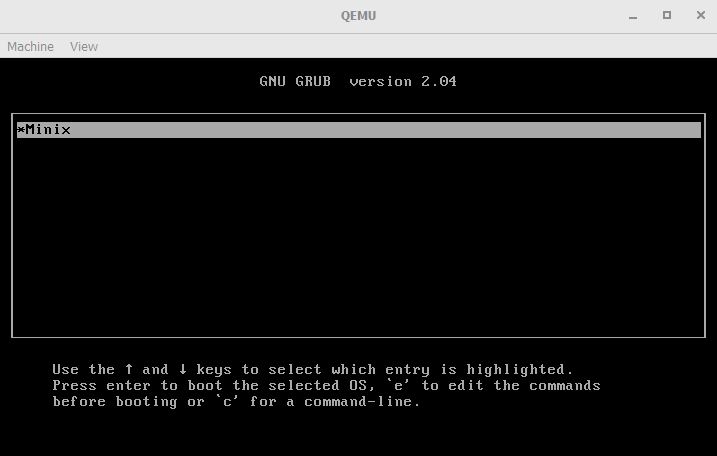 QEMU
Machine View
GNU GRUB version 2.04
*Minix
Use the ↑ and ↓ keys to select which entry is highlighted.
Press enter to boot the selected OS, `e' to edit the commands
before booting or `c' for a command-line.